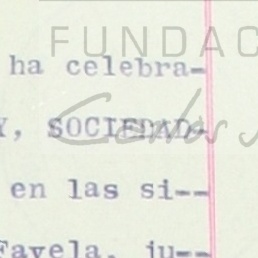 FUNDAC
ha celebra-
Y, SOCIEDAD-
en las si--
Favela, ju--